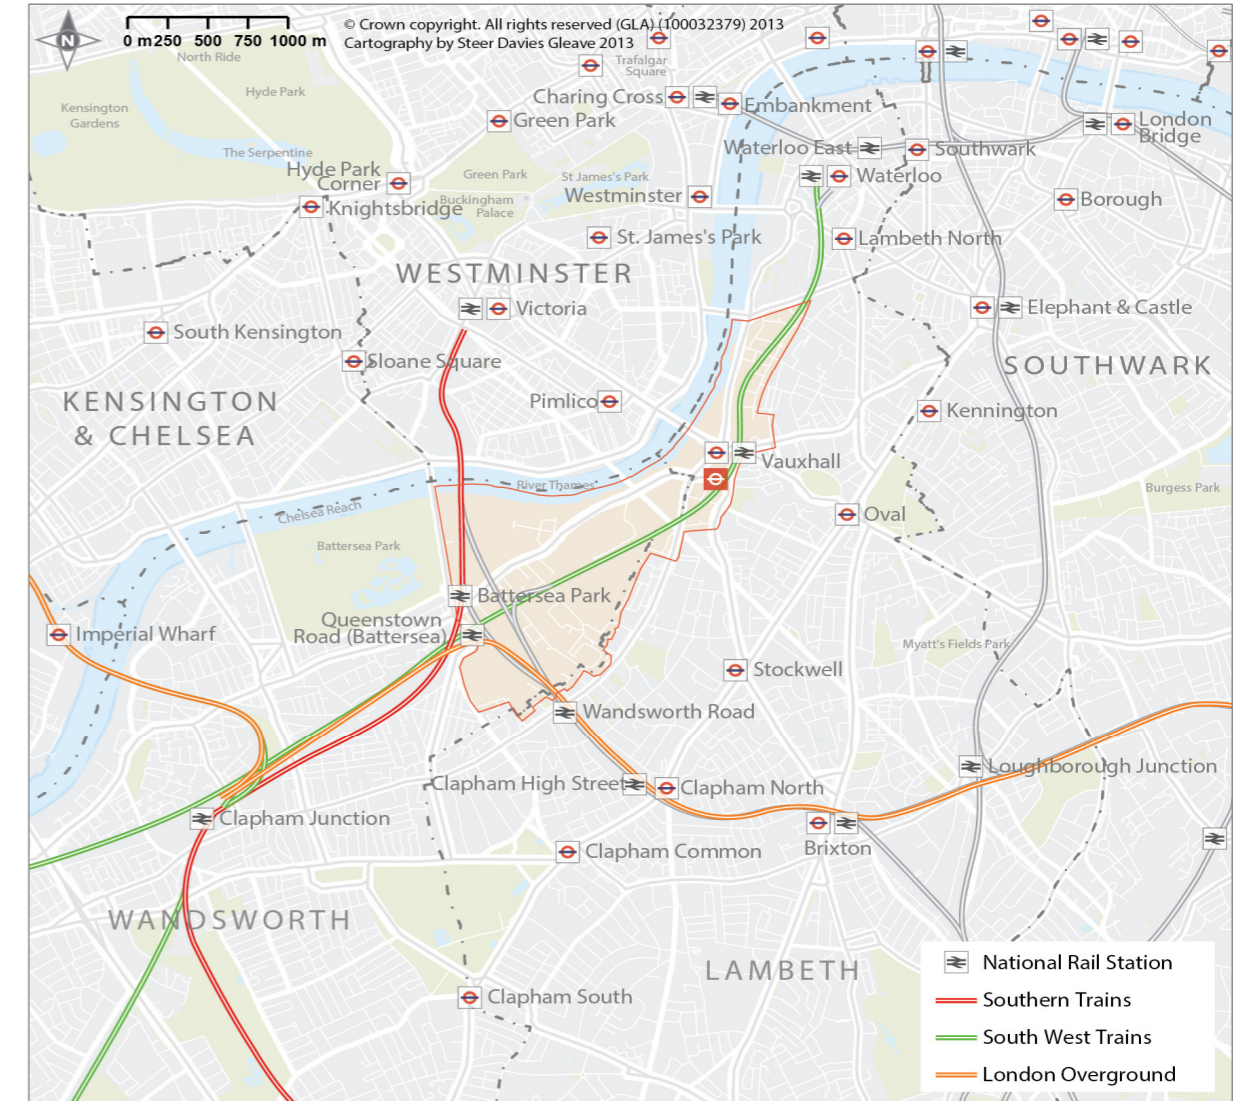 © Crown copyright. All rights reserved (GLA) (100032379) 2013
Cartography by Steer Davies Gleave 2013
N
0 m 250 500 750 1000 m
North Ride
Trafalgar
Square
Hyde Park
Kensington
Gardens
Charing Cross
Embankment
Green Park
London
Bridge
The Serpentine
Waterloo East
Southwark
Hyde Park
Corner
Green Park
St James's Park
Waterloo
Buckingham
Palace
Westminster
Borough
Knightsbridge
St. James's Park
Lambeth North
WESTMINSTER
Victoria
Elephant & Castle
South Kensington
Sloane Square
SOUTHWARK
KENSINGTON
& CHELSEA
Pimlico
Kennington
Vauxhall
River Thames
Burgess Park
Chelsea Reach
Oval
Battersea Park
Battersea Park
Queenstown
Road (Battersea)
Imperial Wharf
Myatt's Fields Park
Stockwell
Wandsworth Road
Loughborough Junction
Clapham High Street
Clapham North
Clapham Junction
Brixton
Clapham Common
WANDSWORTH
LAMBETH
Clapham South
National Rail Station
Southern Trains
South West Trains
London Overground